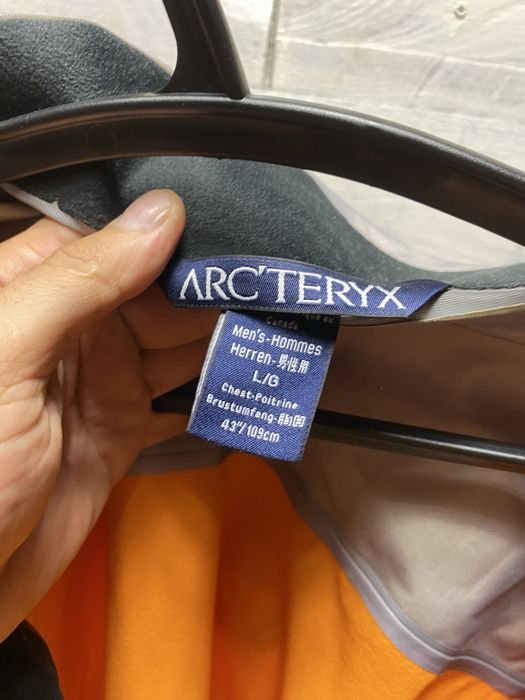 ARC'TERYX
Canada
Men's-Hommes
Herren-男性用
L/G
Chest-Poitrine
Brustumfang-胸囲
43"/109cm